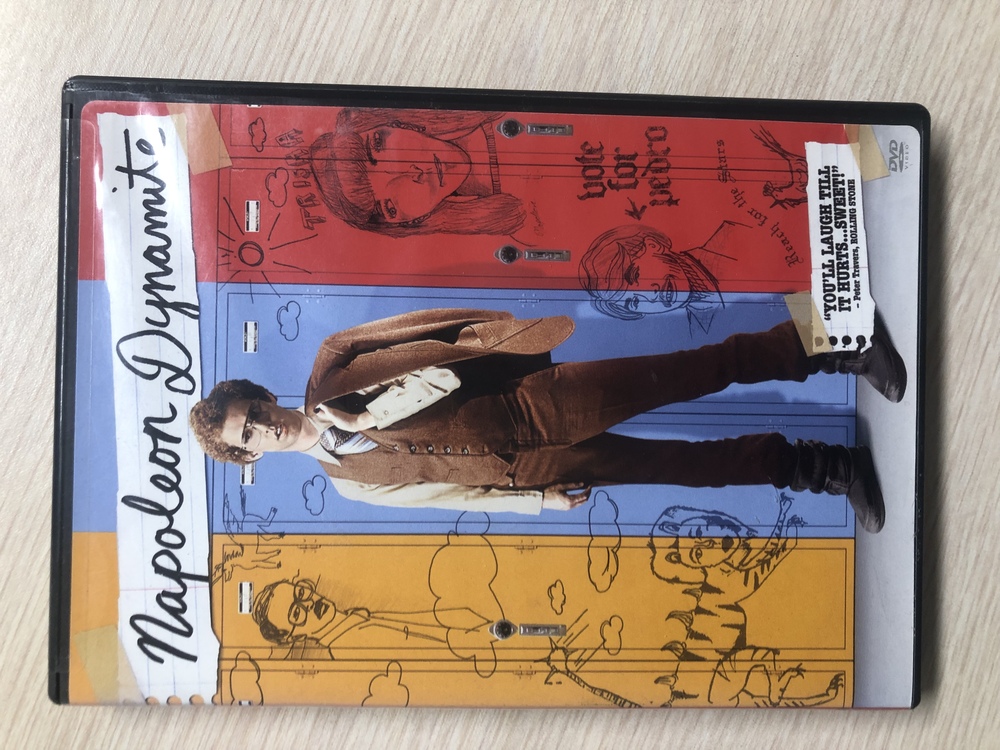 Napoleon Dynamite
TRISHA
vote
for
pedro
Reach for the Stars
"YOU'LL LAUGH TILL
IT HURTS...SWEET!"
– Peter Travers, ROLLING STONE
DVD
VIDEO